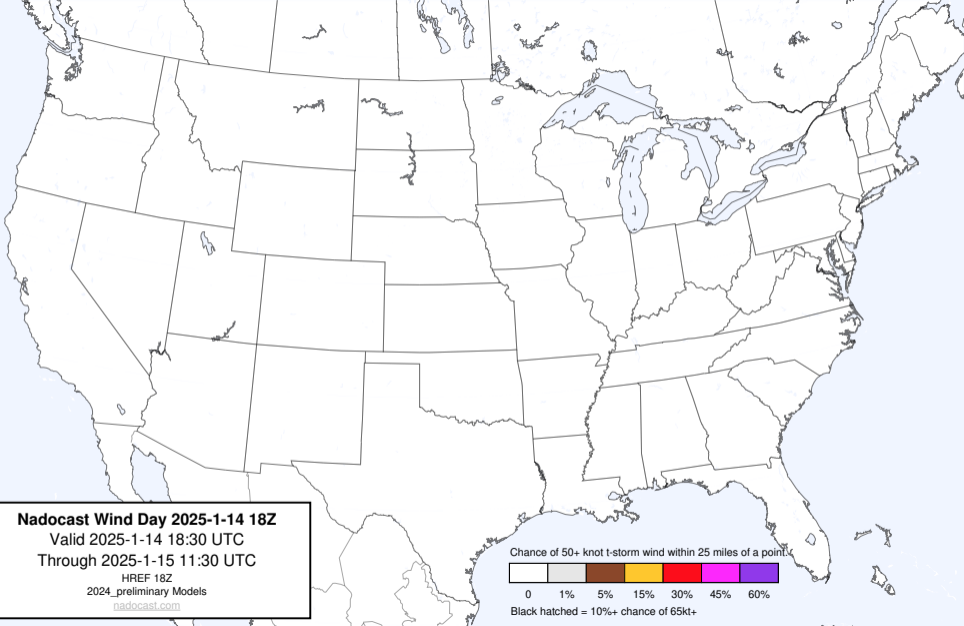 Nadocast Wind Day 2025-1-14 18Z
Valid 2025-1-14 18:30 UTC
Through 2025-1-15 11:30 UTC
HREF 18Z
2024_preliminary Models
nadocast.com
Chance of 50+ knot t-storm wind within 25 miles of a point.
0 1% 5% 15% 30% 45% 60%
Black hatched = 10%+ chance of 65kt+